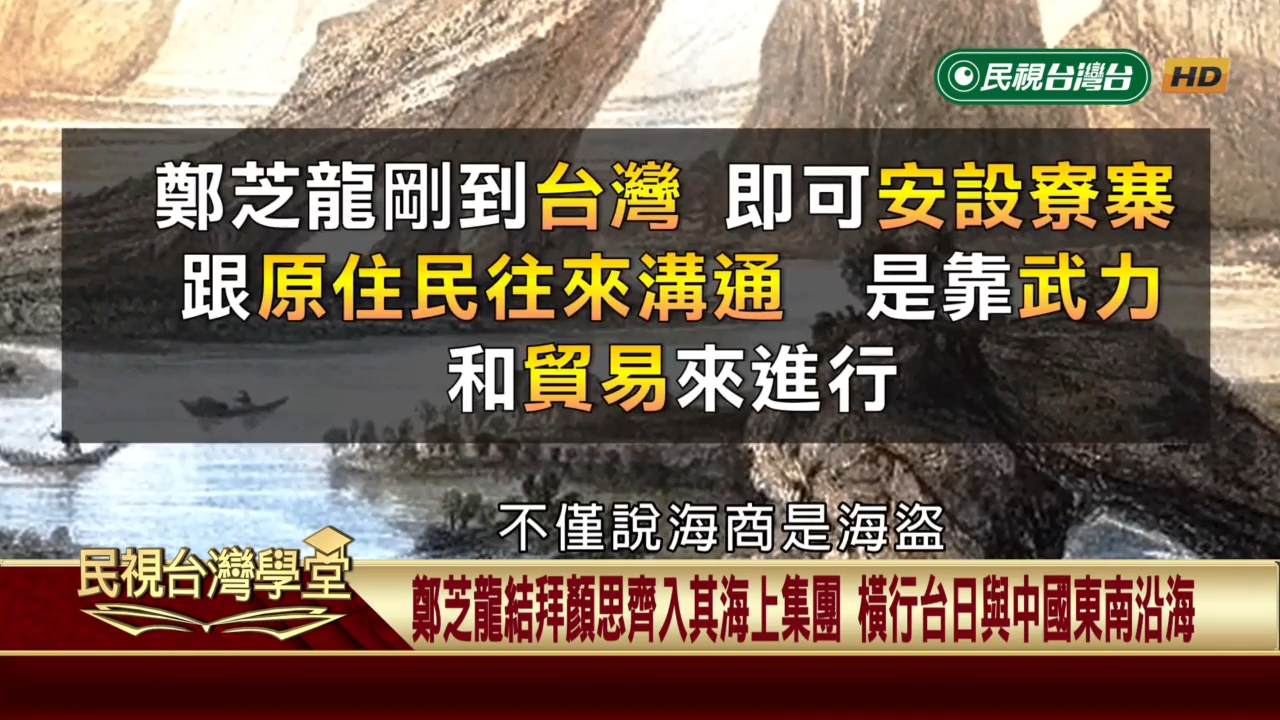 民視台灣台 HD
鄭芝龍剛到台灣 即可安設寮寨
跟原住民往來溝通 是靠武力
和貿易來進行
不僅說海商是海盜
民視台灣學堂
鄭芝龍結拜顏思齊入其海上集團 橫行台日與中國東南沿海